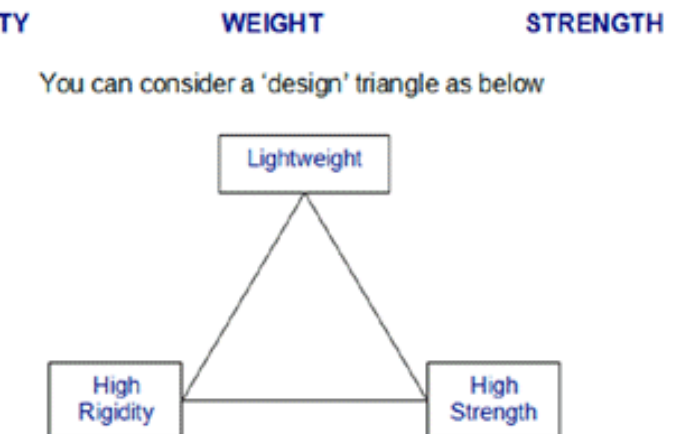 TY WEIGHT STRENGTH
You can consider a 'design' triangle as below
Lightweight
High High
Rigidity Strength